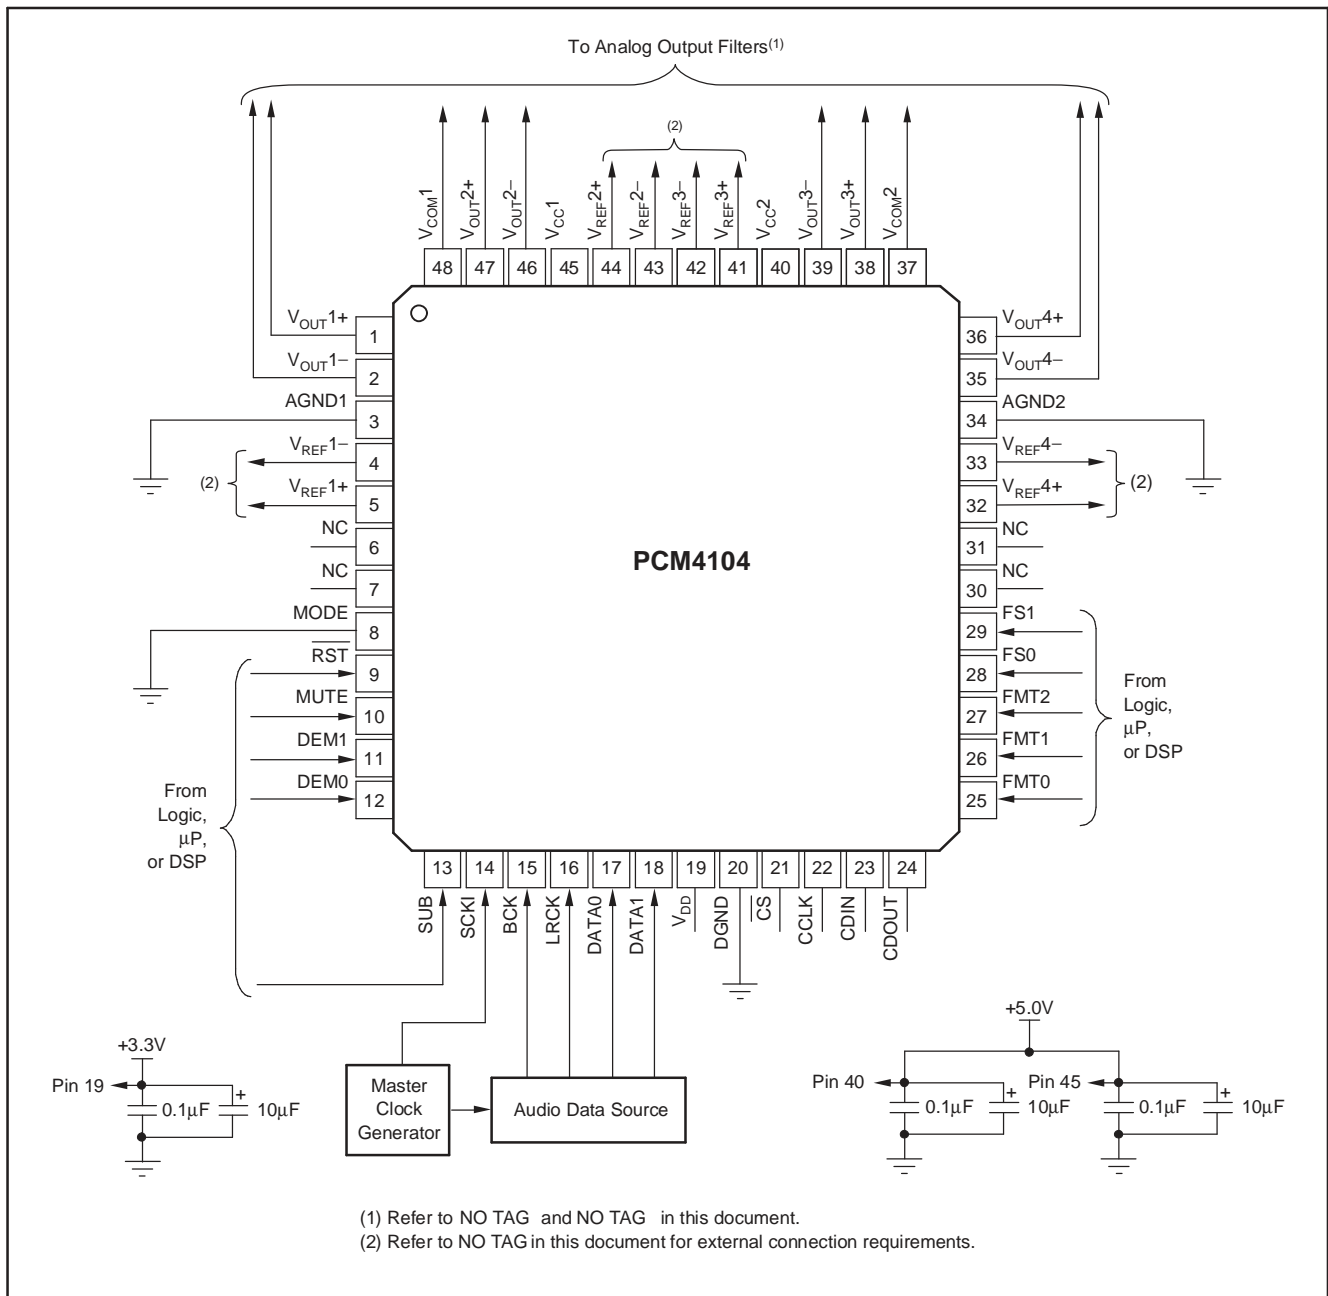 To Analog Output Filters(1)
(2)
VCOM1
VOUT2+
VOUT2−
VCC1
VREF2+
VREF2−
VREF3−
VREF3+
VCC2
VOUT3−
VOUT3+
VCOM2
48 47 46 45 44 43 42 41 40 39 38 37
VOUT1+ 1
VOUT1− 2
AGND1 3
VREF1− 4
(2)
VREF1+ 5
NC 6
NC 7
MODE 8
RST 9
MUTE 10
DEM1 11
DEM0 12
From
Logic,
μP,
or DSP
PCM4104
36 VOUT4+
35 VOUT4−
34 AGND2
33 VREF4−
(2)
32 VREF4+
31 NC
30 NC
29 FS1
28 FS0
27 FMT2
26 FMT1
25 FMT0
From
Logic,
μP,
or DSP
13 14 15 16 17 18 19 20 21 22 23 24
SUB
SCKI
BCK
LRCK
DATA0
DATA1
VDD
DGND
CS
CCLK
CDIN
CDOUT
+3.3V
Pin 19
0.1μF
+
10μF
Master
Clock
Generator
Audio Data Source
+5.0V
Pin 40
0.1μF
+
10μF
Pin 45
0.1μF
+
10μF
(1) Refer to NO TAG and NO TAG in this document.
(2) Refer to NO TAG in this document for external connection requirements.